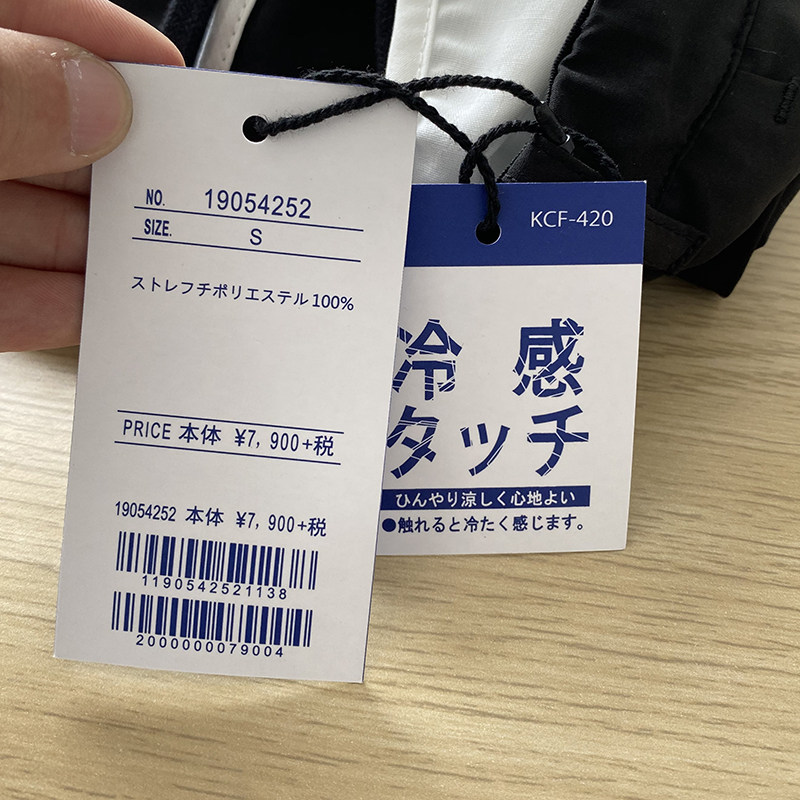 NO. 19054252
SIZE. S
ストレフチポリエステル100%
PRICE 本体 ¥7, 900+税
19054252 本体 ¥7, 900+税
1190542521138
2000000079004
KCF-420
冷感
タッチ
ひんやり涼しく心地よい
●触れると冷たく感じます。